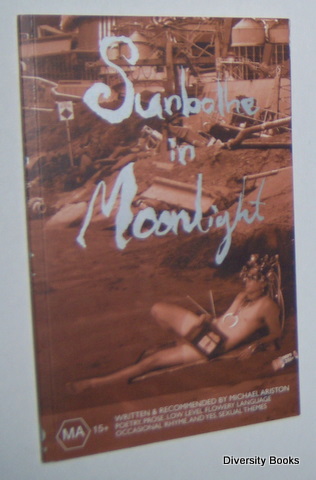 Sunbathe
in
Moonlight
WRITTEN & RECOMMENDED BY MICHAEL ARISTON
POETRY, PROSE, LOW LEVEL FLOWERY LANGUAGE
OCCASIONAL RHYME AND YES, SEXUAL THEMES
MA 15+
Diversity Books